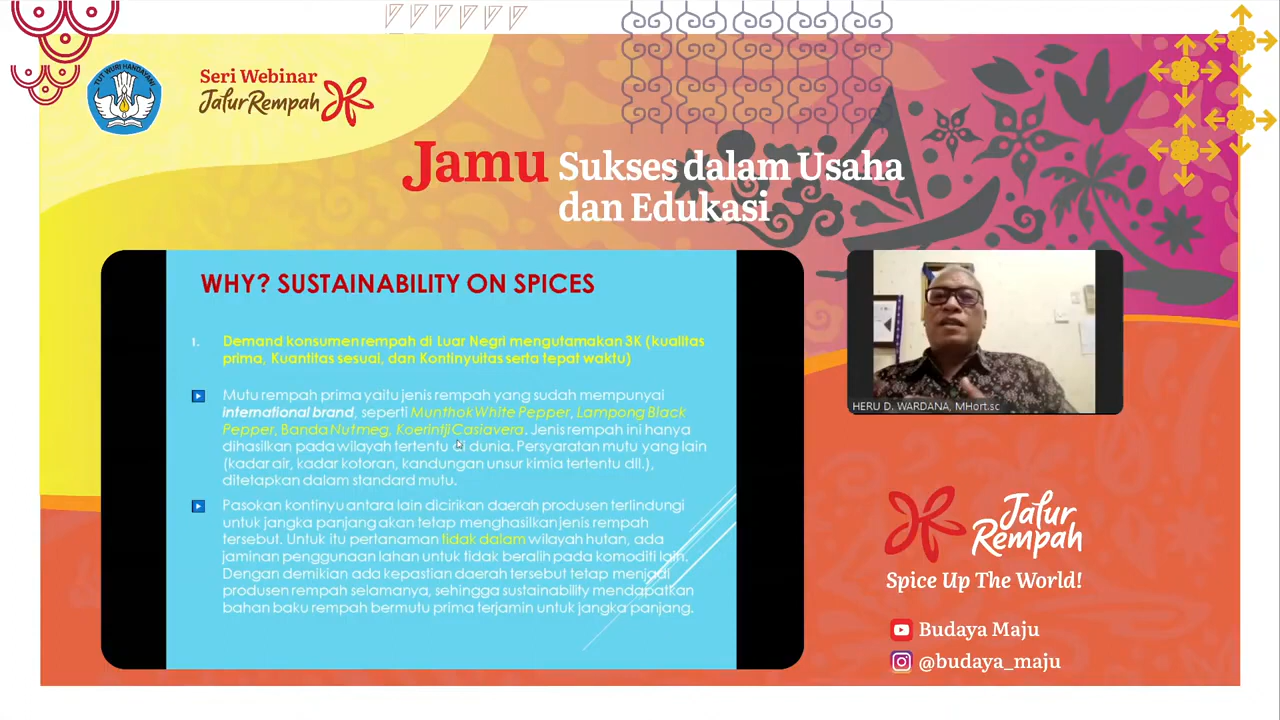 TUT WURI HANDAYANI
Seri Webinar
Jalur Rempah
Jamu Sukses dalam Usaha
dan Edukasi
WHY? SUSTAINABILITY ON SPICES
1. Demand konsumen rempah di Luar Negri mengutamakan 3K (kualitas
prima, Kuantitas sesuai, dan Kontinyuitas serta tepat waktu)
Mutu rempah prima yaitu jenis rempah yang sudah mempunyai
international brand, seperti Munthok White Pepper, Lampong Black
Pepper, Banda Nutmeg, Koerintji Casiavera. Jenis rempah ini hanya
dihasilkan pada wilayah tertentu di dunia. Persyaratan mutu yang lain
(kadar air, kadar kotoran, kandungan unsur kimia tertentu dll.),
ditetapkan dalam standard mutu.
Pasokan kontinyu antara lain dicirikan daerah produsen terlindungi
untuk jangka panjang akan tetap menghasilkan jenis rempah
tersebut. Untuk itu pertanaman tidak dalam wilayah hutan, ada
jaminan penggunaan lahan untuk tidak beralih pada komoditi lain.
Dengan demikian ada kepastian daerah tersebut tetap menjadi
produsen rempah selamanya, sehingga sustainability mendapatkan
bahan baku rempah bermutu prima terjamin untuk jangka panjang.
HERU D. WARDANA, MHort.sc
Jalur
Rempah
Spice Up The World!
Budaya Maju
@budaya_maju